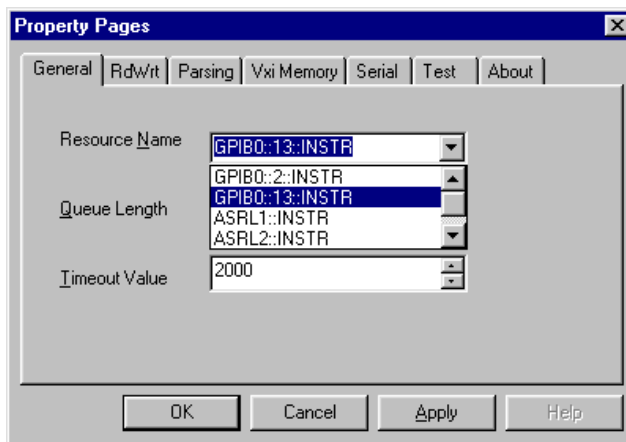 Property Pages
General RdWrt Parsing Vxi Memory Serial Test About
Resource Name GPIB0::13::INSTR
GPIB0::2::INSTR
GPIB0::13::INSTR
Queue Length
ASRL1::INSTR
ASRL2::INSTR
Timeout Value 2000
OK Cancel Apply Help